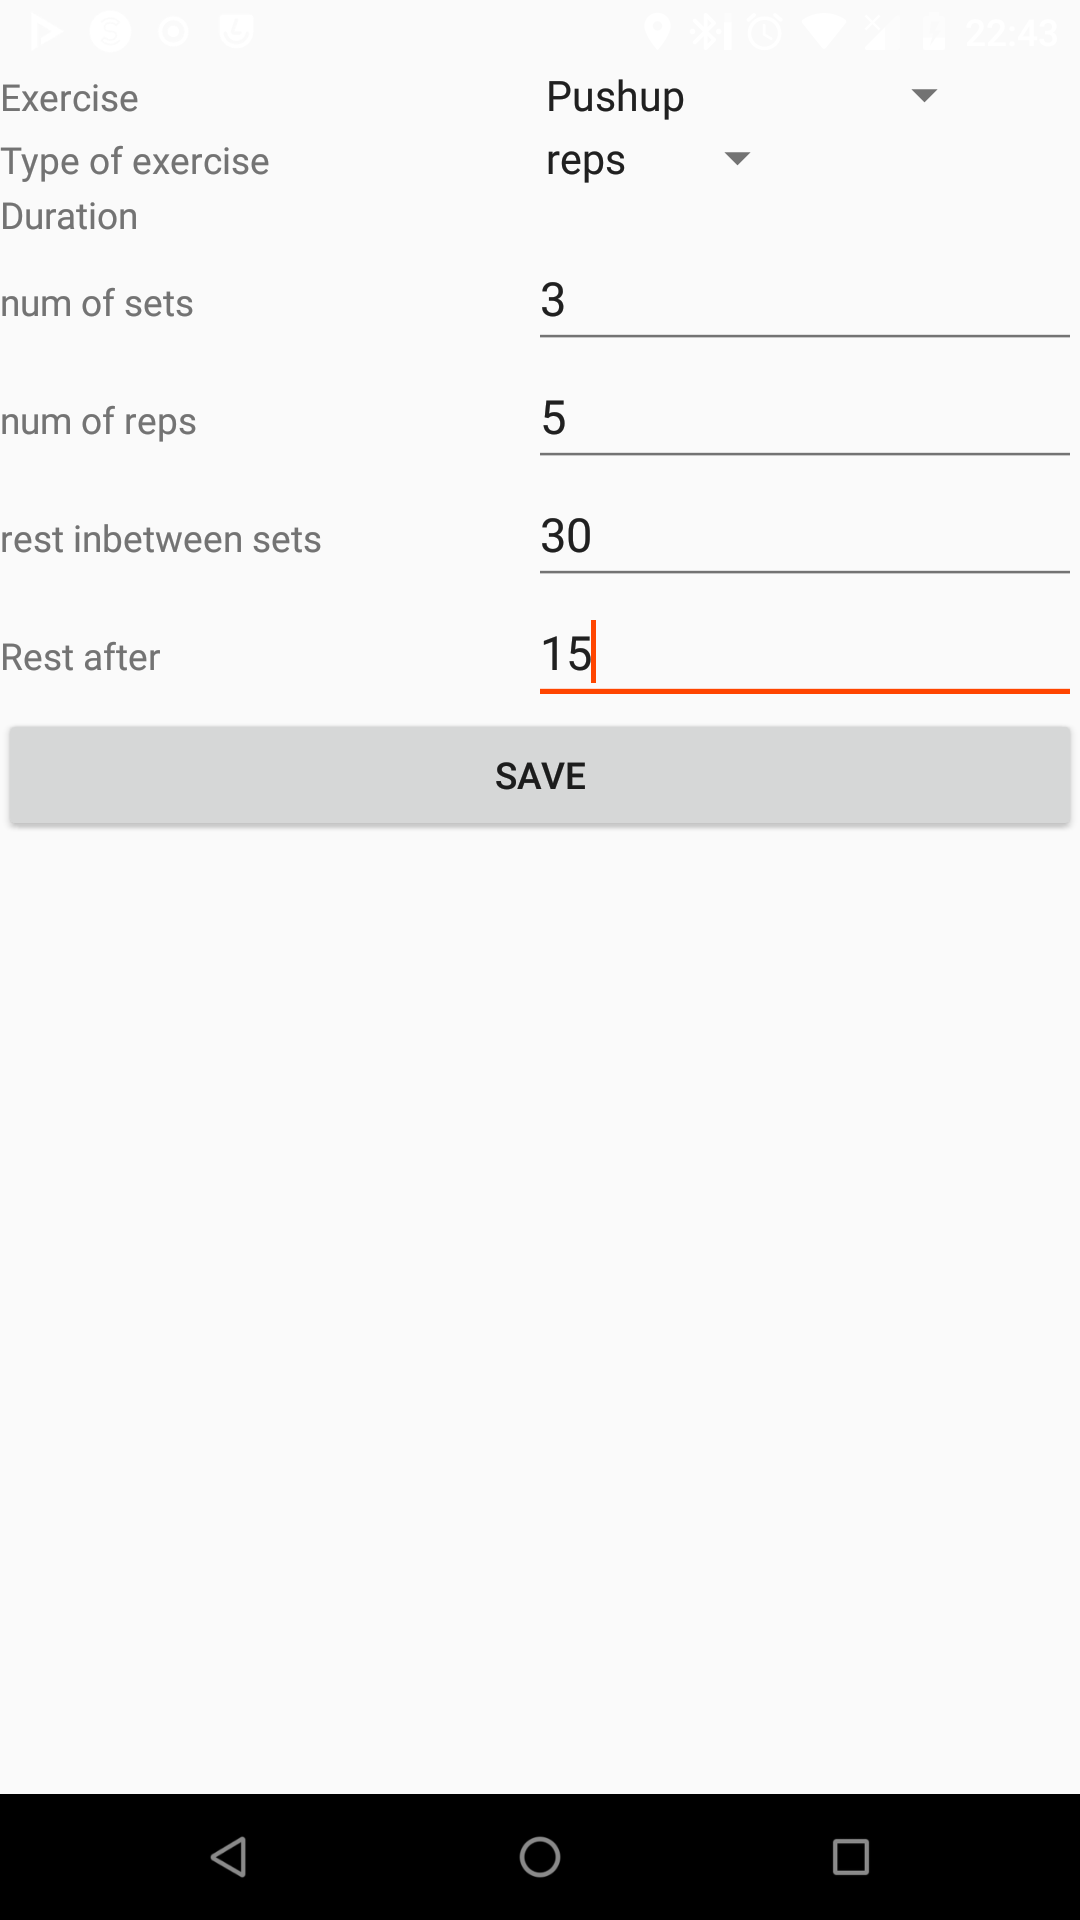 22:43
Exercise Pushup
Type of exercise reps
Duration
num of sets 3
num of reps 5
rest inbetween sets 30
Rest after 15
SAVE